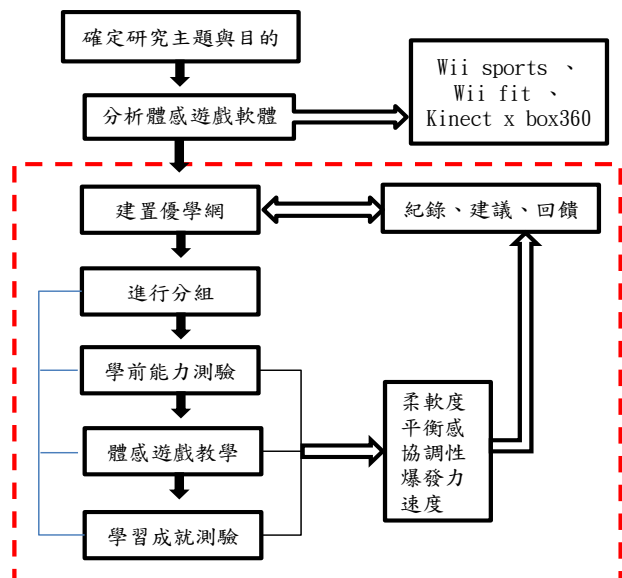 確定研究主題與目的
分析體感遊戲軟體
Wii sports 、
Wii fit 、
Kinect x box360
建置優學網
紀錄、建議、回饋
進行分組
學前能力測驗
體感遊戲教學
學習成就測驗
柔軟度
平衡感
協調性
爆發力
速度